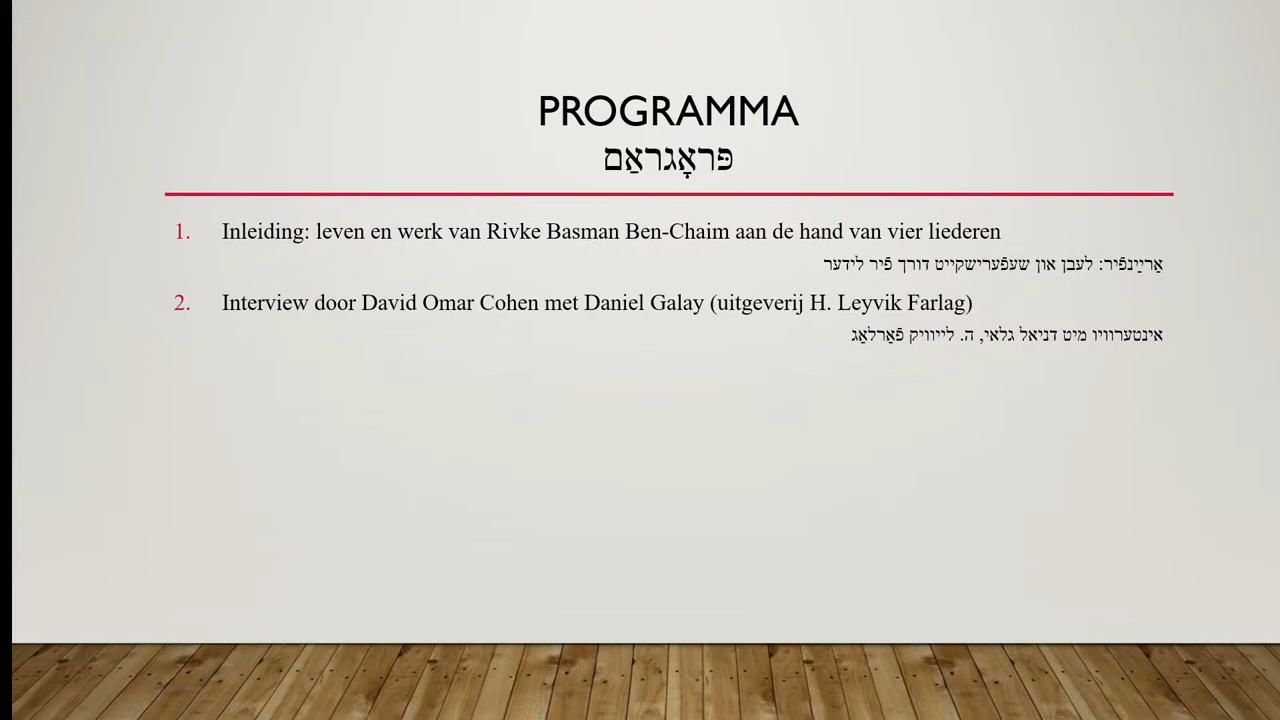 PROGRAMMA
פּראָגראַם
1. Inleiding: leven en werk van Rivke Basman Ben-Chaim aan de hand van vier liederen
אַרײַנפֿיר: לעבן און שעפֿערישקייט דורך פֿיר לידער
2. Interview door David Omar Cohen met Daniel Galay (uitgeverij H. Leyvik Farlag)
אינטערוויו מיט דניאל גלאי, ה. לייוויק פֿאַרלאַג